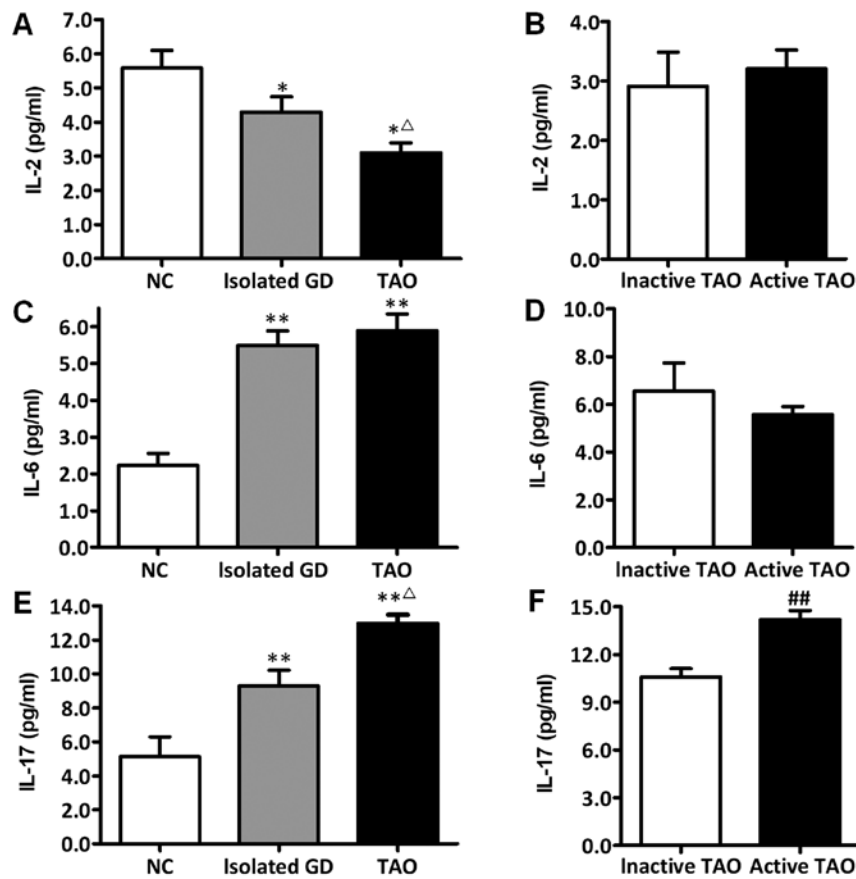 A
IL-2 (pg/ml)
7.0
6.0
5.0
4.0
3.0
2.0
1.0
0.0
*
*△
NC Isolated GD TAO
B
IL-2 (pg/ml)
4.0
3.0
2.0
1.0
0.0
Inactive TAO Active TAO
C
IL-6 (pg/ml)
6.0
5.0
4.0
3.0
2.0
1.0
0.0
**
**
NC Isolated GD TAO
D
IL-6 (pg/ml)
10.0
8.0
6.0
4.0
2.0
0.0
Inactive TAO Active TAO
E
IL-17 (pg/ml)
14.0
12.0
10.0
8.0
6.0
4.0
2.0
0.0
**
**△
NC Isolated GD TAO
F
IL-17 (pg/ml)
15.0
12.0
9.0
6.0
3.0
0.0
##
Inactive TAO Active TAO